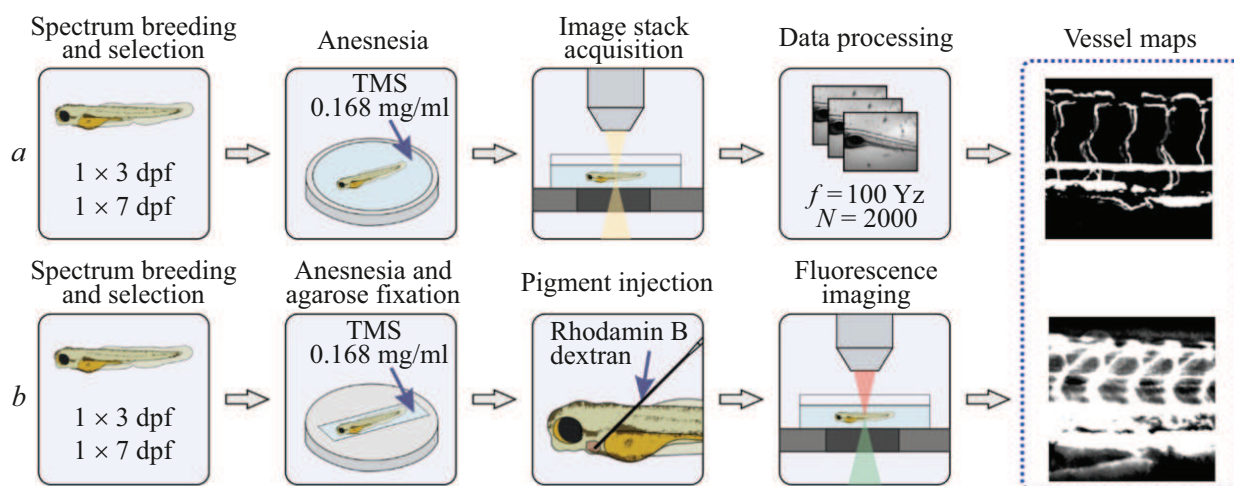 Spectrum breeding
and selection
Anesnesia
Image stack
acquisition
Data processing
Vessel maps
a
1 × 3 dpf
1 × 7 dpf
TMS
0.168 mg/ml
f = 100 Yz
N = 2000
Spectrum breeding
and selection
Anesnesia and
agarose fixation
Pigment injection
Fluorescence
imaging
b
1 × 3 dpf
1 × 7 dpf
TMS
0.168 mg/ml
Rhodamin B
dextran